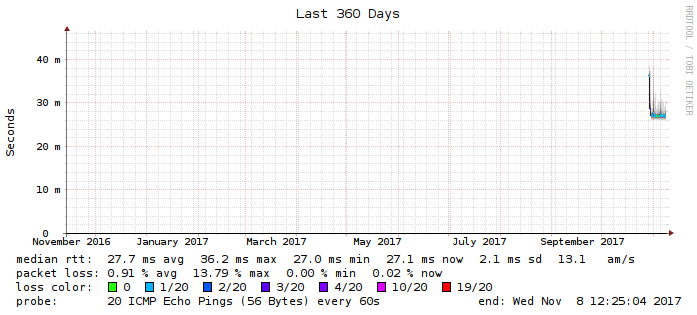 Last 360 Days
RRDTOOL / TOBI OETIKER
Seconds
40 m
30 m
20 m
10 m
0
November 2016 January 2017 March 2017 May 2017 July 2017 September 2017
median rtt: 27.7 ms avg 36.2 ms max 27.0 ms min 27.1 ms now 2.1 ms sd 13.1 am/s
packet loss: 0.91 % avg 13.79 % max 0.00 % min 0.02 % now
loss color: 0 1/20 2/20 3/20 4/20 10/20 19/20
probe: 20 ICMP Echo Pings (56 Bytes) every 60s end: Wed Nov 8 12:25:04 2017